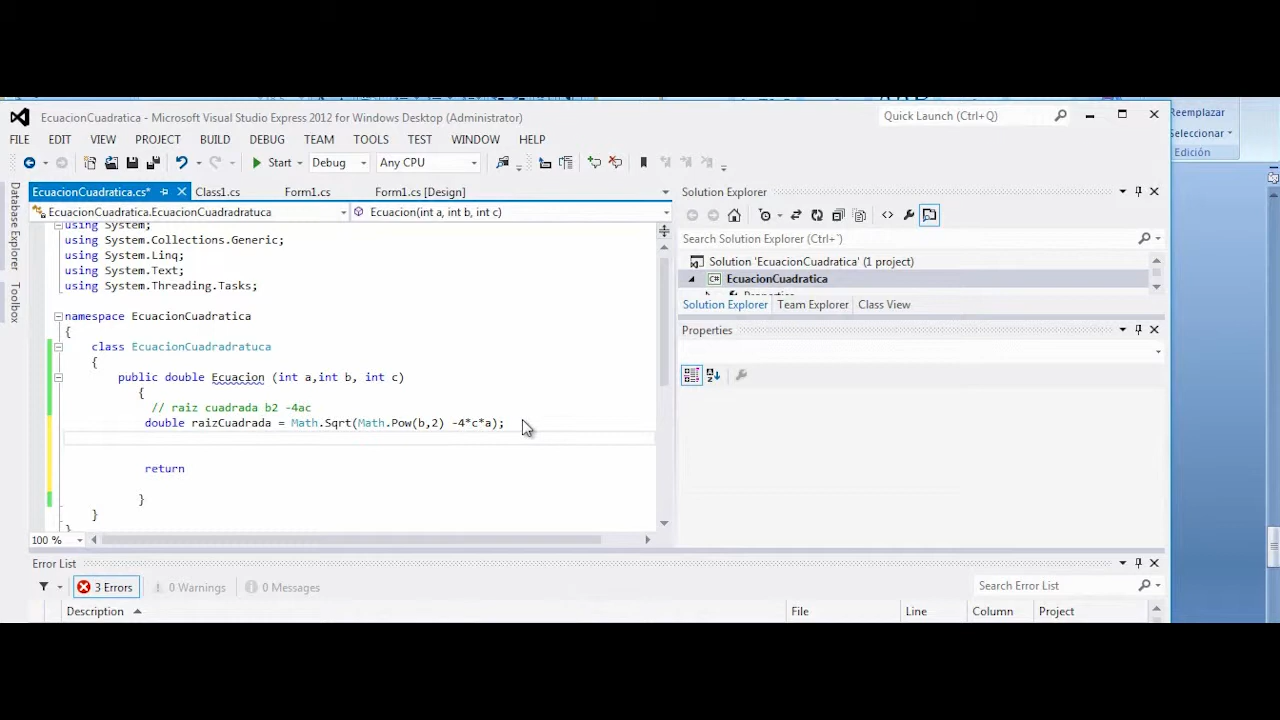 EcuacionCuadratica - Microsoft Visual Studio Express 2012 for Windows Desktop (Administrator)
Quick Launch (Ctrl+Q)
Reemplazar
Seleccionar
Edición
FILE EDIT VIEW PROJECT BUILD DEBUG TEAM TOOLS TEST WINDOW HELP
Start Debug Any CPU
EcuacionCuadratica.cs* Class1.cs Form1.cs Form1.cs [Design]
EcuacionCuadratica.EcuacionCuadradratuca Ecuacion(int a, int b, int c)
Database Explorer
Toolbox
using System;
using System.Collections.Generic;
using System.Linq;
using System.Text;
using System.Threading.Tasks;
namespace EcuacionCuadratica
{
class EcuacionCuadradratuca
{
public double Ecuacion (int a,int b, int c)
{
// raiz cuadrada b2 -4ac
double raizCuadrada = Math.Sqrt(Math.Pow(b,2) -4*c*a);
return
}
}
}
100 %
Solution Explorer
Search Solution Explorer (Ctrl+´)
Solution 'EcuacionCuadratica' (1 project)
EcuacionCuadratica
Solution Explorer Team Explorer Class View
Properties
Error List
3 Errors 0 Warnings 0 Messages
Search Error List
Description File Line Column Project